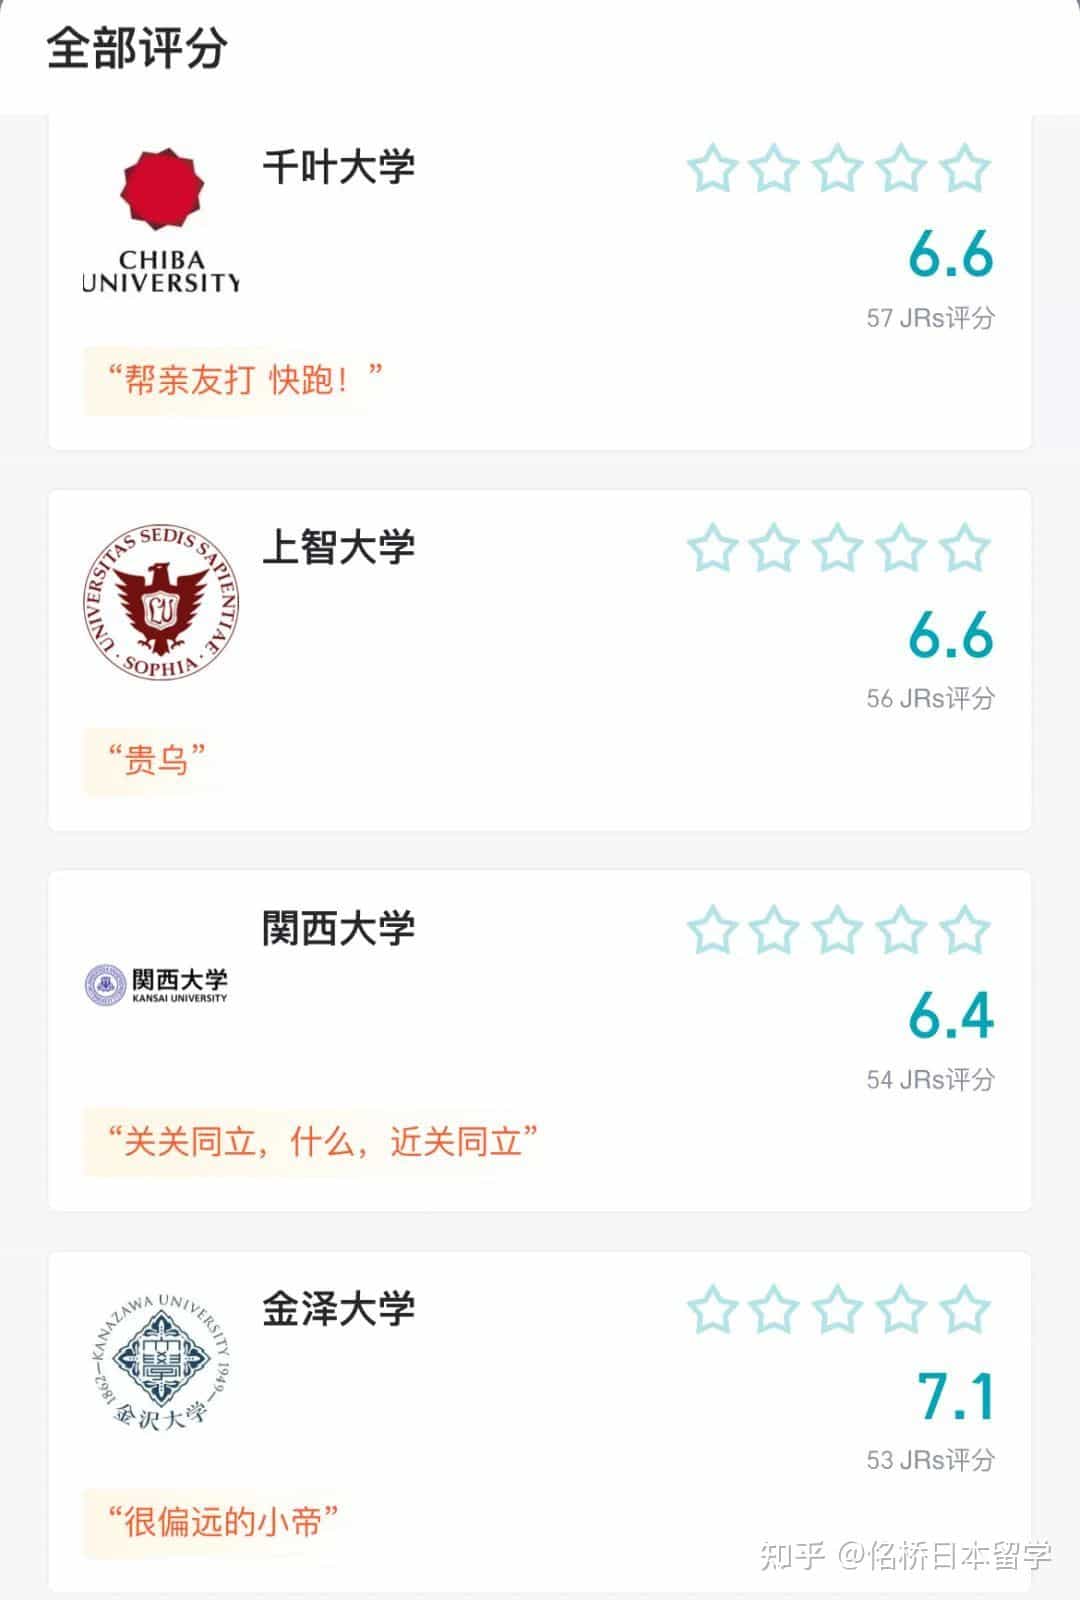 全部评分
千叶大学
CHIBA
UNIVERSITY
6.6
57 JRs评分
“帮亲友打 快跑！”
上智大学
UNIVERSITAS SEDIS SAPIENTIAE
SOPHIA
LU
6.6
56 JRs评分
“贵乌”
関西大学
関西大学
KANSAI UNIVERSITY
6.4
54 JRs评分
“关关同立，什么，近关同立”
金泽大学
1862—KANAZAWA UNIVERSITY 1949—
大學
金沢大学
7.1
53 JRs评分
“很偏远的小帝”
知乎 @佲桥日本留学